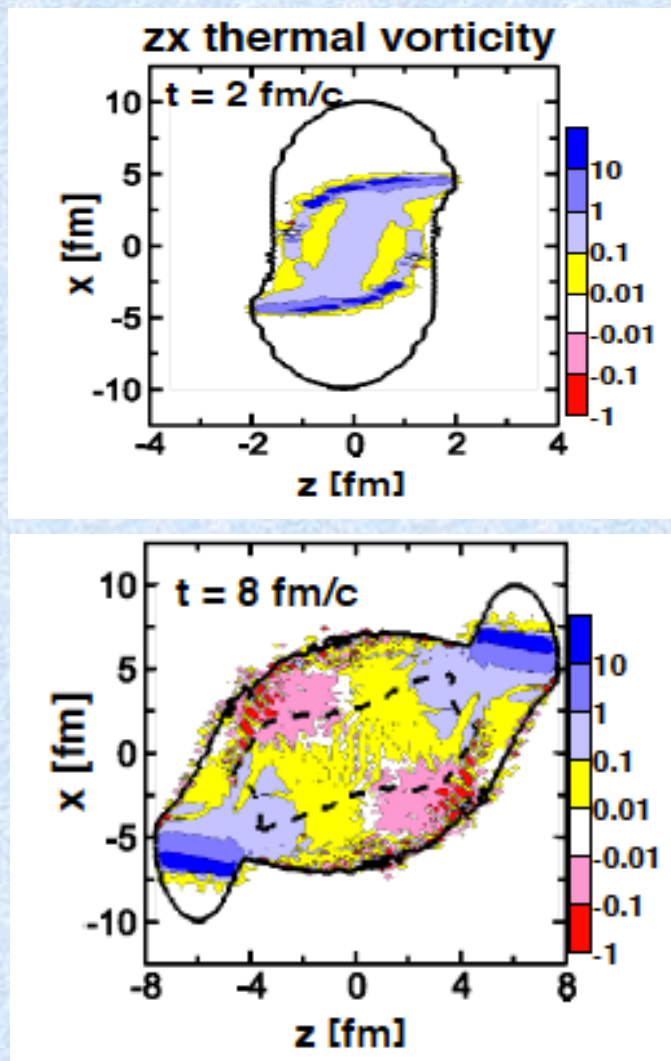 zx thermal vorticity
t = 2 fm/c
10
5
0
-5
-10
x [fm]
-4 -2 0 2 4
z [fm]
10
1
0.1
0.01
-0.01
-0.1
-1
t = 8 fm/c
10
5
0
-5
-10
x [fm]
-8 -4 0 4 8
z [fm]
10
1
0.1
0.01
-0.01
-0.1
-1